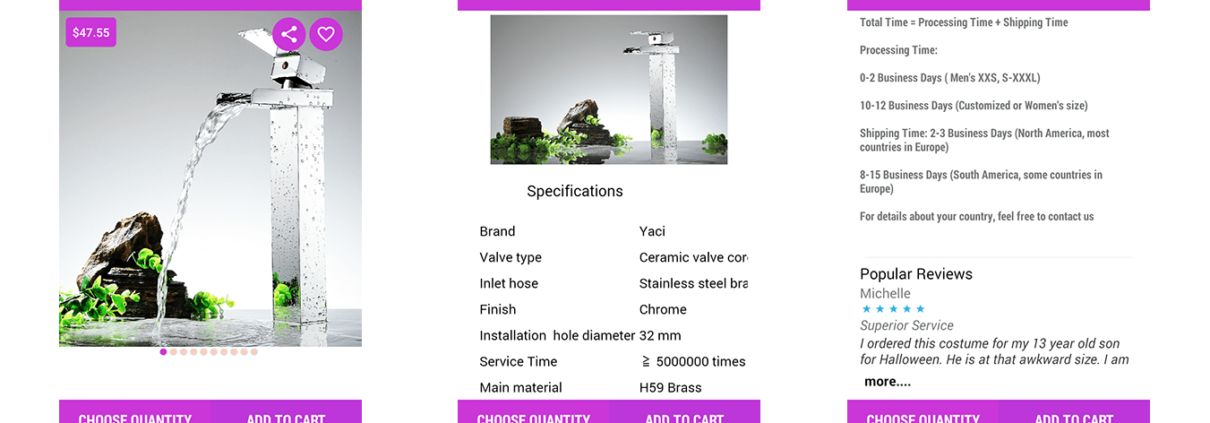 $47.55
CHOOSE QUANTITY ADD TO CART
Specifications
Brand Yaci
Valve type Ceramic valve cor
Inlet hose Stainless steel bra
Finish Chrome
Installation hole diameter 32 mm
Service Time ≧ 5000000 times
Main material H59 Brass
CHOOSE QUANTITY ADD TO CART
Total Time = Processing Time + Shipping Time
Processing Time:
0-2 Business Days ( Men's XXS, S-XXXL)
10-12 Business Days (Customized or Women's size)
Shipping Time: 2-3 Business Days (North America, most
countries in Europe)
8-15 Business Days (South America, some countries in
Europe)
For details about your country, feel free to contact us
Popular Reviews
Michelle
Superior Service
I ordered this costume for my 13 year old son
for Halloween. He is at that awkward size. I am
more....
CHOOSE QUANTITY ADD TO CART